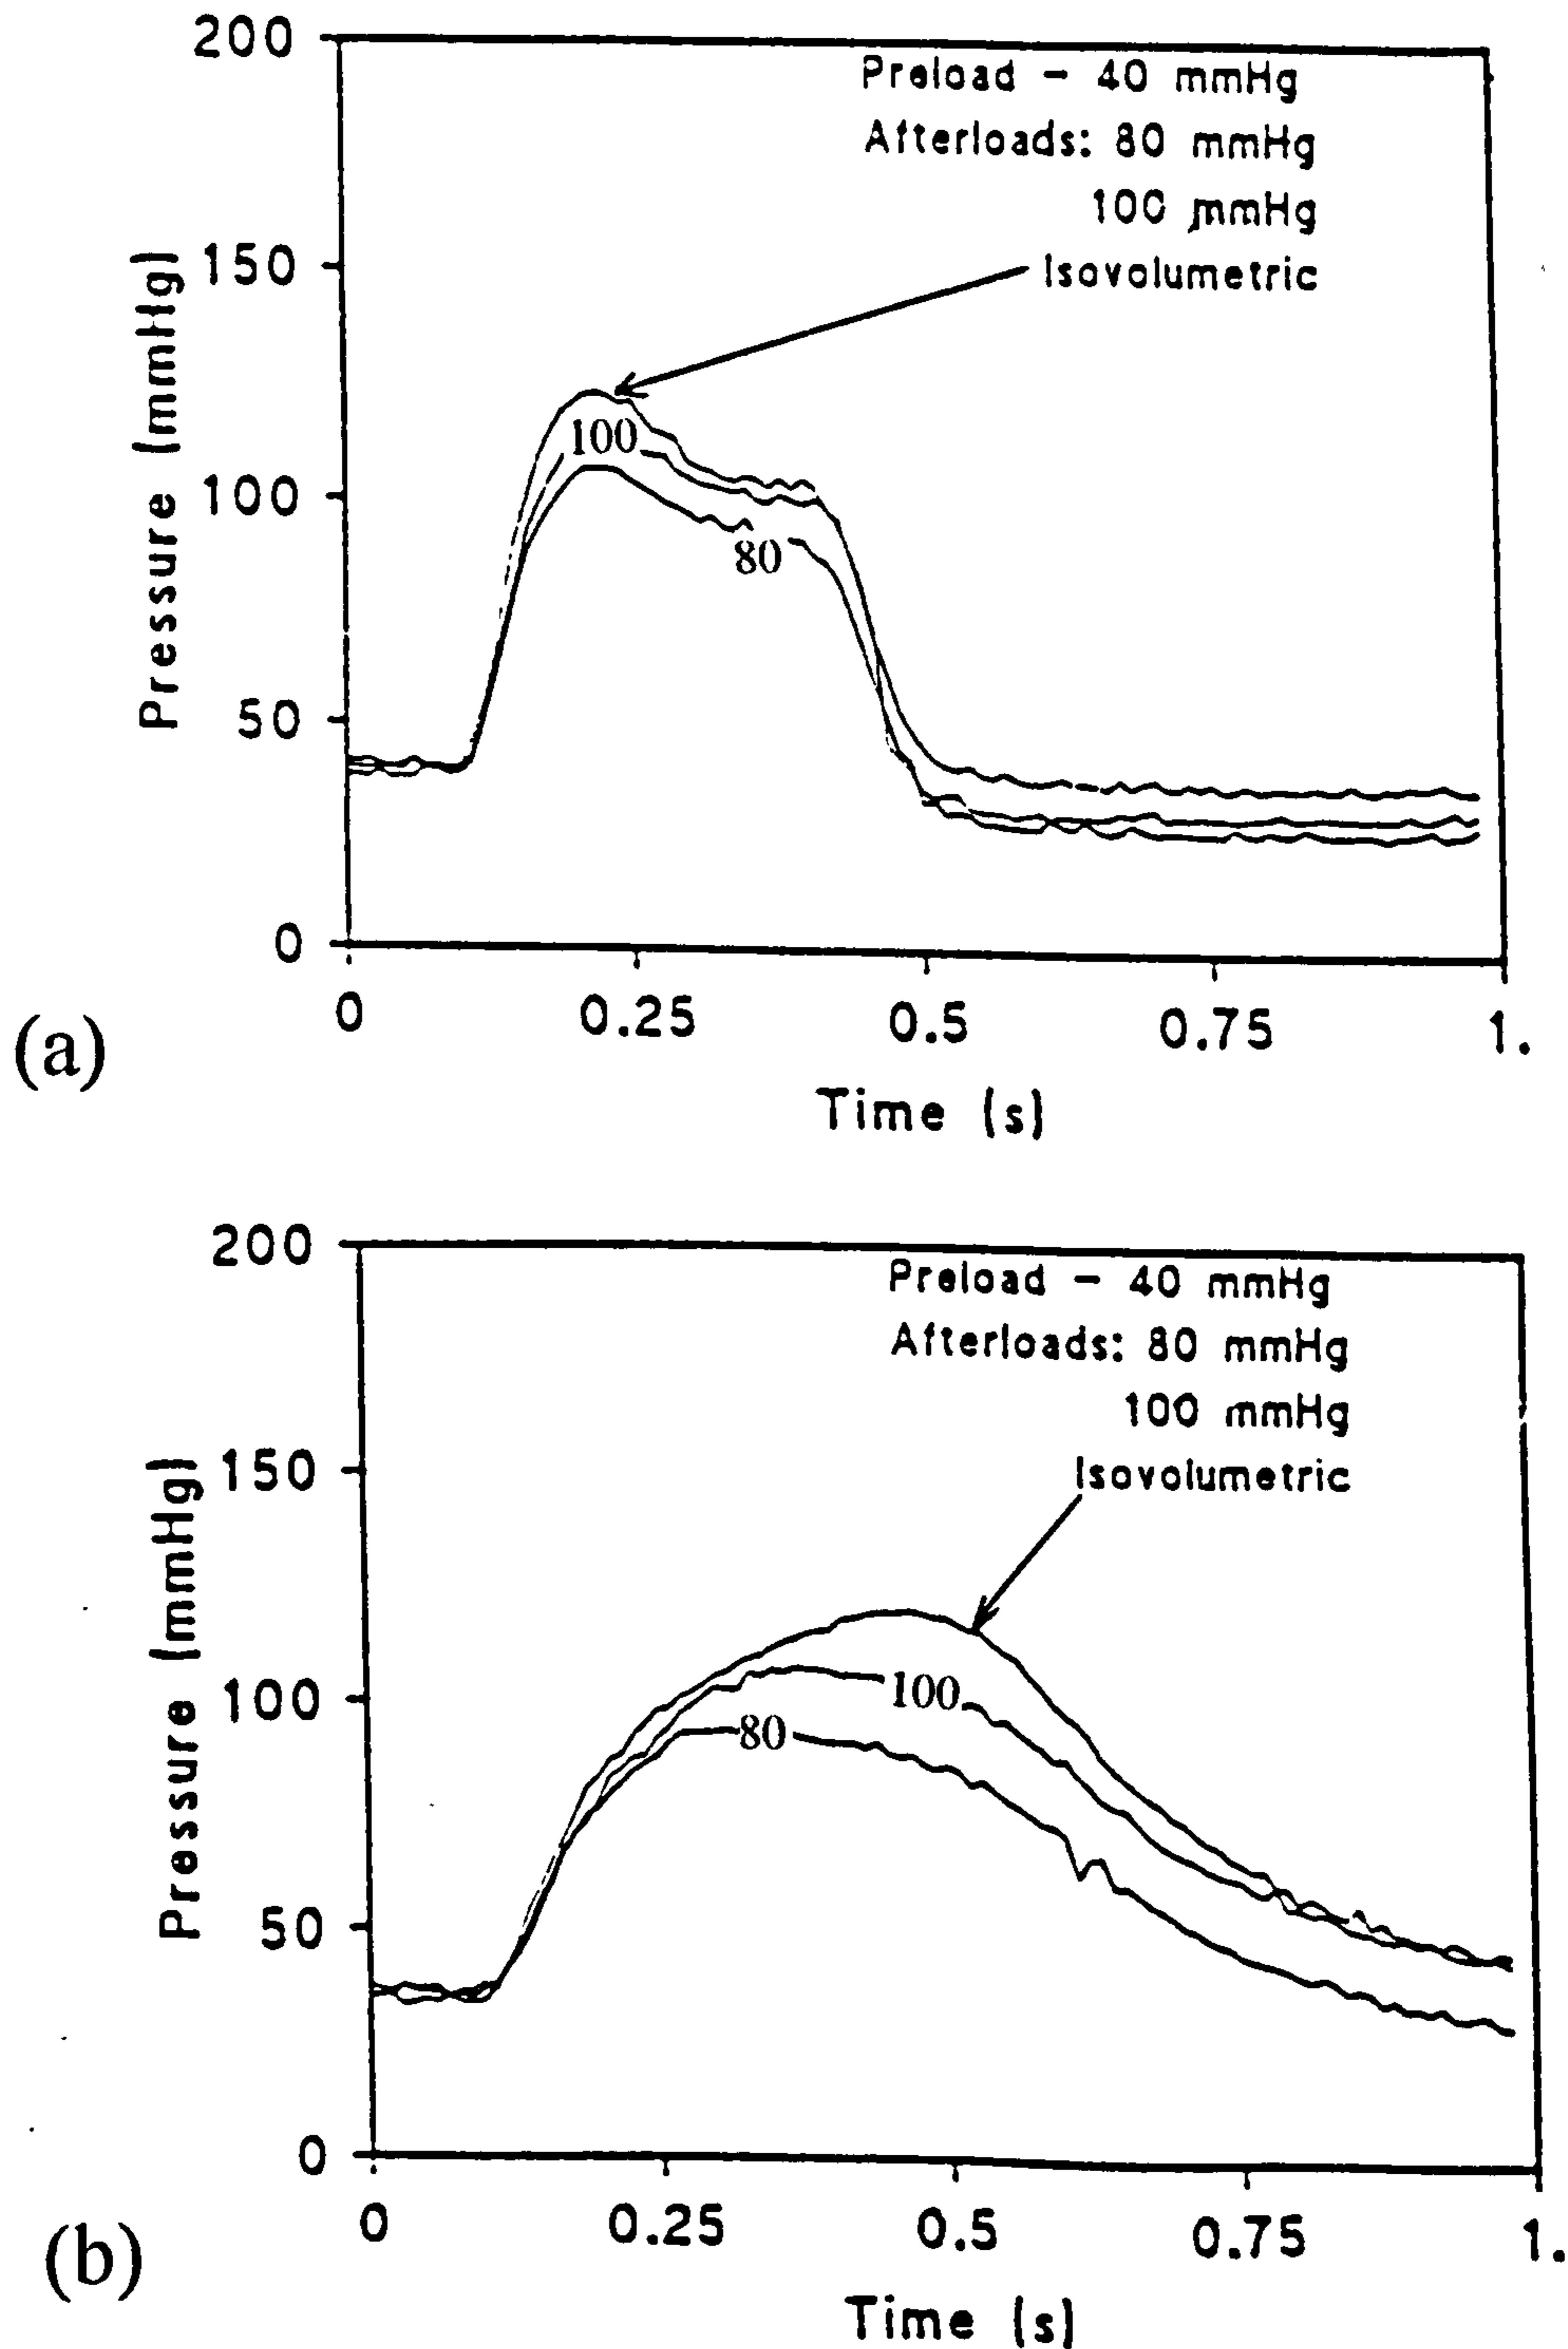 200
Preload - 40 mmHg
Afterloads: 80 mmHg
100 mmHg
Isovolumetric
150
100
100
80
50
0
Pressure (mmHg)
0 0.25 0.5 0.75 1.
Time (s)
(a)
200
Preload - 40 mmHg
Afterloads: 80 mmHg
100 mmHg
Isovolumetric
150
100
100
80
50
0
Pressure (mmHg)
0 0.25 0.5 0.75 1.
Time (s)
(b)